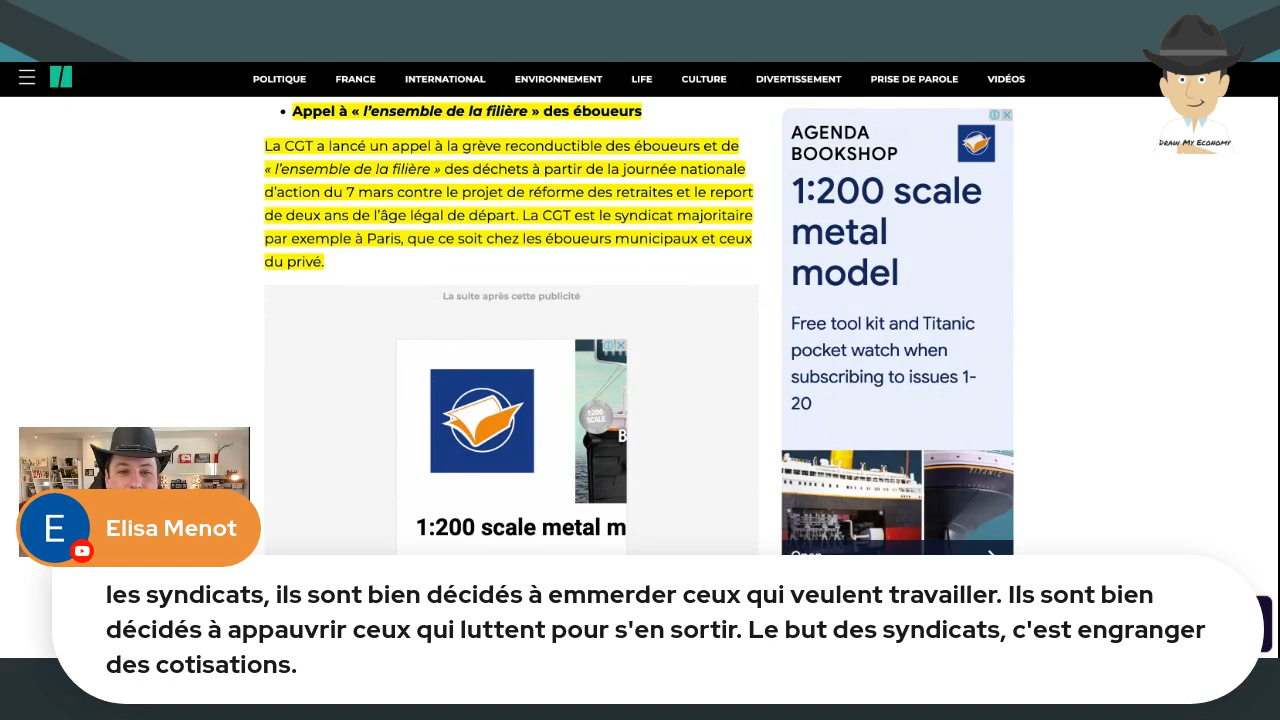 POLITIQUE FRANCE INTERNATIONAL ENVIRONNEMENT LIFE CULTURE DIVERTISSEMENT PRISE DE PAROLE VIDÉOS
DRAW MY ECONOMY
• Appel à « l'ensemble de la filière » des éboueurs
La CGT a lancé un appel à la grève reconductible des éboueurs et de
« l'ensemble de la filière » des déchets à partir de la journée nationale
d'action du 7 mars contre le projet de réforme des retraites et le report
de deux ans de l'âge légal de départ. La CGT est le syndicat majoritaire
par exemple à Paris, que ce soit chez les éboueurs municipaux et ceux
du privé.
La suite après cette publicité
1:200
SCALE
B
1:200 scale metal m
AGENDA
BOOKSHOP
1:200 scale
metal
model
Free tool kit and Titanic
pocket watch when
subscribing to issues 1-
20
TITANIC
Open
E
Elisa Menot
les syndicats, ils sont bien décidés à emmerder ceux qui veulent travailler. Ils sont bien
décidés à appauvrir ceux qui luttent pour s'en sortir. Le but des syndicats, c'est engranger
des cotisations.